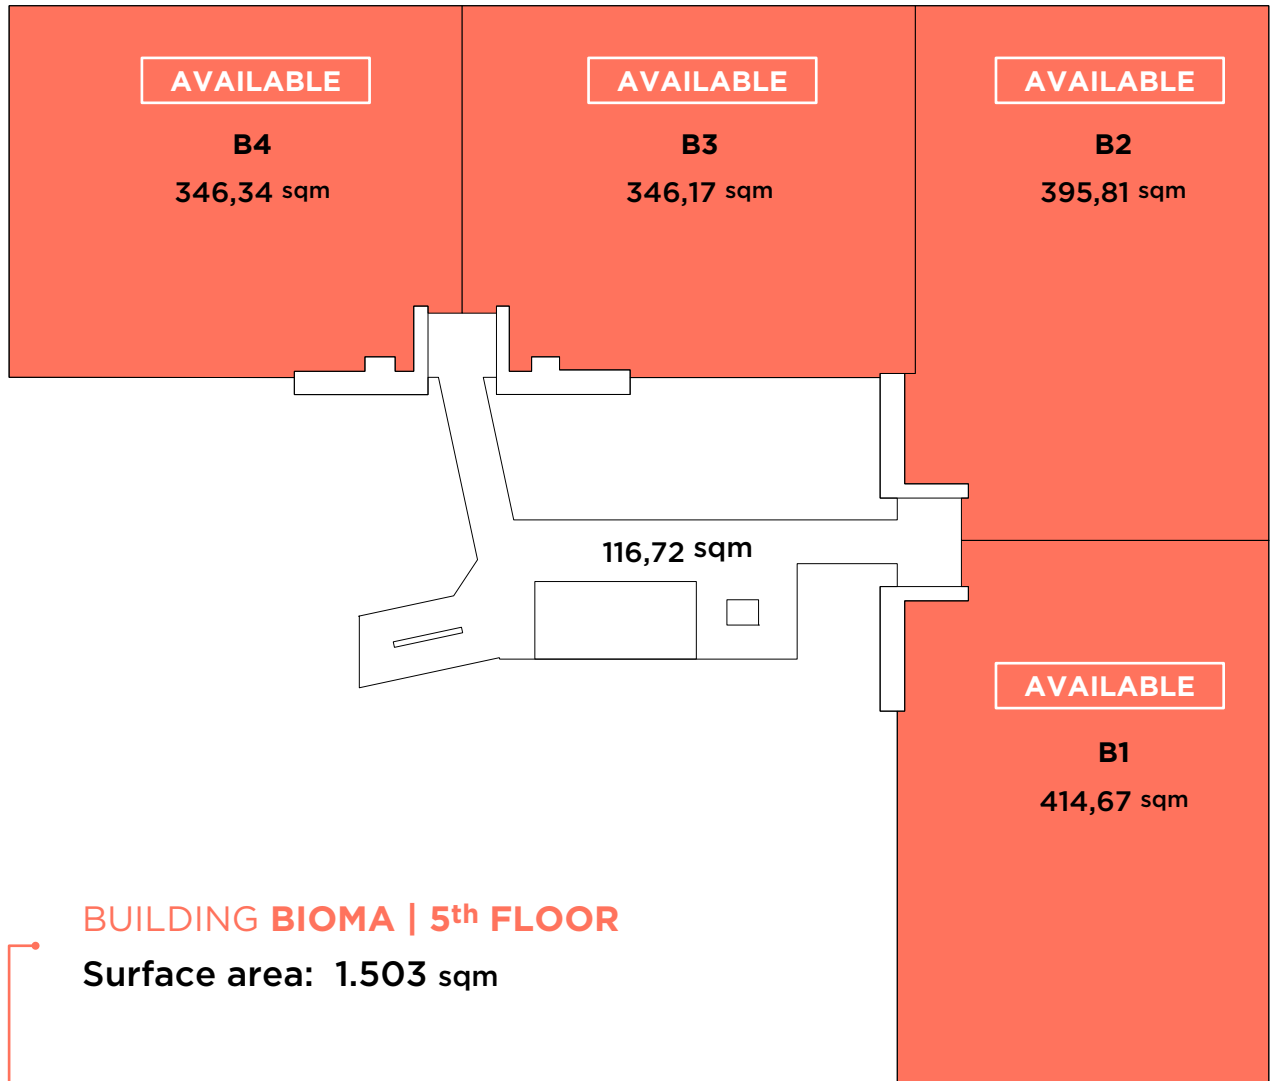 AVAILABLE
B4
346,34 sqm
AVAILABLE
B3
346,17 sqm
AVAILABLE
B2
395,81 sqm
116,72 sqm
AVAILABLE
B1
414,67 sqm
BUILDING BIOMA | 5th FLOOR
Surface area: 1.503 sqm